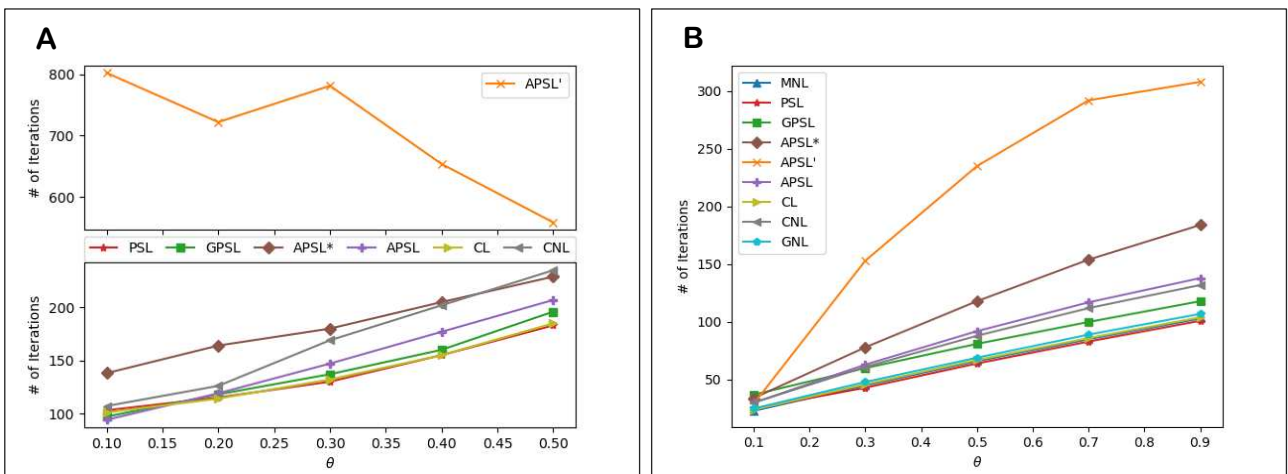 A
800
700
600
# of Iterations
APSL'
PSL GPSL APSL* APSL CL CNL
200
150
100
# of Iterations
0.10 0.15 0.20 0.25 0.30 0.35 0.40 0.45 0.50
θ
B
300
250
200
150
100
50
# of Iterations
MNL
PSL
GPSL
APSL*
APSL'
APSL
CL
CNL
GNL
0.1 0.2 0.3 0.4 0.5 0.6 0.7 0.8 0.9
θ